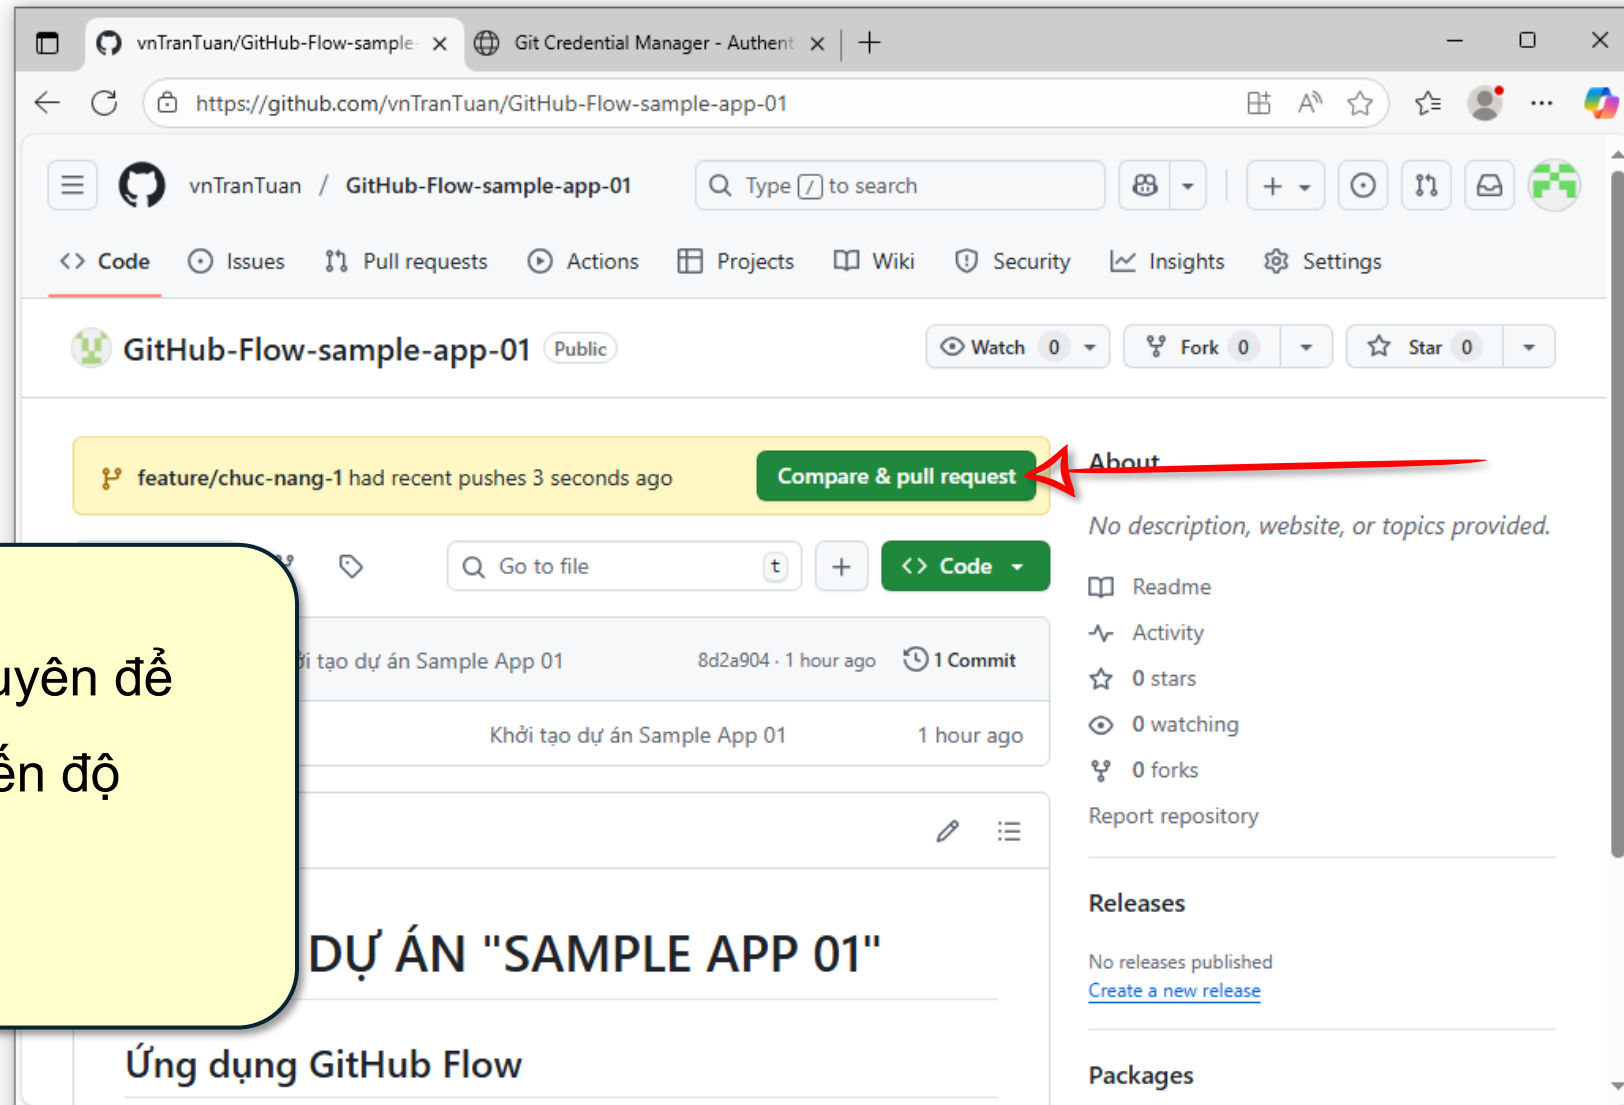 vnTranTuan/GitHub-Flow-sample-
Git Credential Manager - Authent
https://github.com/vnTranTuan/GitHub-Flow-sample-app-01
vnTranTuan / GitHub-Flow-sample-app-01
Type / to search
Code Issues Pull requests Actions Projects Wiki Security Insights Settings
GitHub-Flow-sample-app-01 Public
Watch 0 Fork 0 Star 0
feature/chuc-nang-1 had recent pushes 3 seconds ago
Compare & pull request
Go to file t
Code
tạo dự án Sample App 01 8d2a904 · 1 hour ago 1 Commit
Khởi tạo dự án Sample App 01 1 hour ago
để
độ
DỰ ÁN "SAMPLE APP 01"
Ứng dụng GitHub Flow
About
No description, website, or topics provided.
Readme
Activity
0 stars
0 watching
0 forks
Report repository
Releases
No releases published
Create a new release
Packages